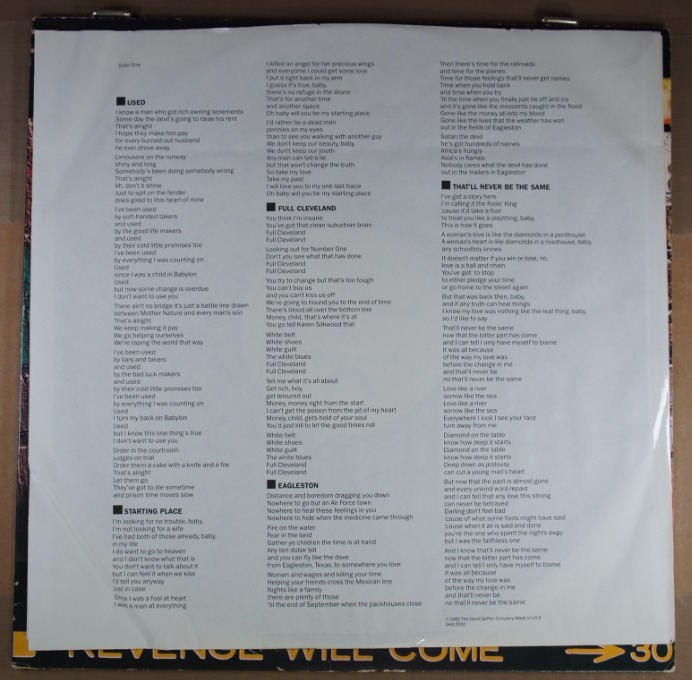 Side One
USED
I know a man who got rich owning tenements
Some day the devil's going to raise his rent
That's alright
I hope they make him pay
for every burned-out husband
he ever drove away
Limousine on the runway
shiny and long
Somebody's been doing somebody wrong
That's alright
Ah, don't it shine
Just to spit on the fender
does good to this heart of mine
I've been used
by soft handed takers
and used
by the good life makers
and used
by their cold little promises too
I've been used
by everything I was counting on
Used
since I was a child in Babylon
Used
but now some change is overdue
I don't want to use you
There ain't no bridge it's just a battle line drawn
between Mother Nature and every man's son
That's alright
We keep making it pay
We go helping ourselves
We're raping the world that way
I've been used
by liars and takers
and used
by the bad luck makers
and used
by their cold little promises too
I've been used
by everything I was counting on
Used
I turn my back on Babylon
Used
but I know this one thing's true
I don't want to use you
Order in the courtroom
judges on trial
Order them a cake with a knife and a file
That's alright
Let them go
They've got to die sometime
and prison time moves slow
STARTING PLACE
I'm looking for no trouble, baby,
I'm not looking for a wife
I've had both of those already, baby,
in my life
I do want to go to heaven
and I don't know what that is
You don't want to talk about it
but I can feel it when we kiss
I'll tell you anyway
just in case
Once I was a fool at heart
I was a man at everything
I killed an angel for her precious wings
and everytime I could get some love
I put it right back in my arm
I guess it's true, baby,
there's no refuge in the storm
That's for another time
and another space
Oh baby will you be my starting place
I'd rather be a dead man
pennies on my eyes
than to see you walking with another guy
We don't keep our beauty, baby,
We don't keep our youth
Any man can tell a lie
but that won't change the truth
So take my love
Take my past
I will love you to my one last trace
Oh baby will you be my starting place
FULL CLEVELAND
You think I'm insane
You've got that clean suburban brain
Full Cleveland
Full Cleveland
Looking out for Number One
Don't you see what that has done
Full Cleveland
Full Cleveland
You try to change but that's too tough
You can't buy us
and you can't kiss us off
We're going to hound you to the end of time
There's blood all over the bottom line
Money, child, that's where it's at
You go tell Karen Silkwood that
White belt
White shoes
White guilt
The white blues
Full Cleveland
Full Cleveland
Tell me what it's all about
Get rich, boy,
get leisured out
Money, money right from the start
I can't get the poison from the pit of my heart
Money, child, gets hold of your soul
You'd just kill to let the good times roll
White belt
White shoes
White guilt
The white blues
Full Cleveland
Full Cleveland
EAGLESTON
Distance and boredom dragging you down
Nowhere to go but an Air Force town
Nowhere to heal these feelings in you
Nowhere to hide when the medicine came through
Fire on the water
Fear in the land
Gather ye children the time is at hand
Any ten dollar bill
and you can fly like the dove
from Eagleston, Texas, to somewhere you love
Women and wages and killing your time
Helping your friends cross the Mexican line
Nights like a family
there are plenty of those
'til the end of September when the packhouses close
Then there's time for the railroads
and time for the planes
Time for those feelings that'll never get names
Time when you hold back
and time when you try
'til the time when you finally just tie off and cry
and it's gone like the innocents caught in the flood
Gone like the money all into my blood
Gone like the lives that the weather has won
out in the fields of Eagleston
Satan the devil
he's got hundreds of names
Africa's hungry
Asia's in flames
Nobody cares what the devil has done
out in the trailers in Eagleston
THAT'LL NEVER BE THE SAME
I've got a story here
I'm calling it the Fools' King
'cause it'd take a fool
to treat you like a plaything, baby,
This is how it goes
A woman's love is like the diamonds in a penthouse
A woman's heart is like diamonds in a roadhouse, baby,
any schoolboy knows
It doesn't matter if you win or lose, no,
love is a ball and chain
You've got to stop
to either pledge your time
or go home to the street again
But that was back then, baby,
and if any truth can hear things
I know my love was nothing like the real thing, baby,
so I'd like to say
That'll never be the same
now that the bitter part has come
and I can tell I only have myself to blame
It was all because
of the way my love was
before the change in me
and that'll never be
no that'll never be the same
Love like a river
sorrow like the sea
Love like a river
sorrow like the sea
Everywhere I look I see your face
turn away from me
Diamond on the table
know how deep it starts
Diamond on the table
know how deep it starts
Deep down as jealousy
can cut a young man's heart
But now that the past is almost gone
and every unkind word repaid
and I can tell that any love this strong
can never be betrayed
Darling don't feel bad
'cause of what some fools might have said
'cause when it all is said and done
you're the one who spent the nights away
but I was the faithless one
And I know that'll never be the same
now that the bitter part has come
and I can tell I only have myself to blame
It was all because
of the way my love was
before the change in me
and that'll never be
no that'll never be the same
The David Geffen Company Made in U.S.A.
REVENGE WILL COME
30